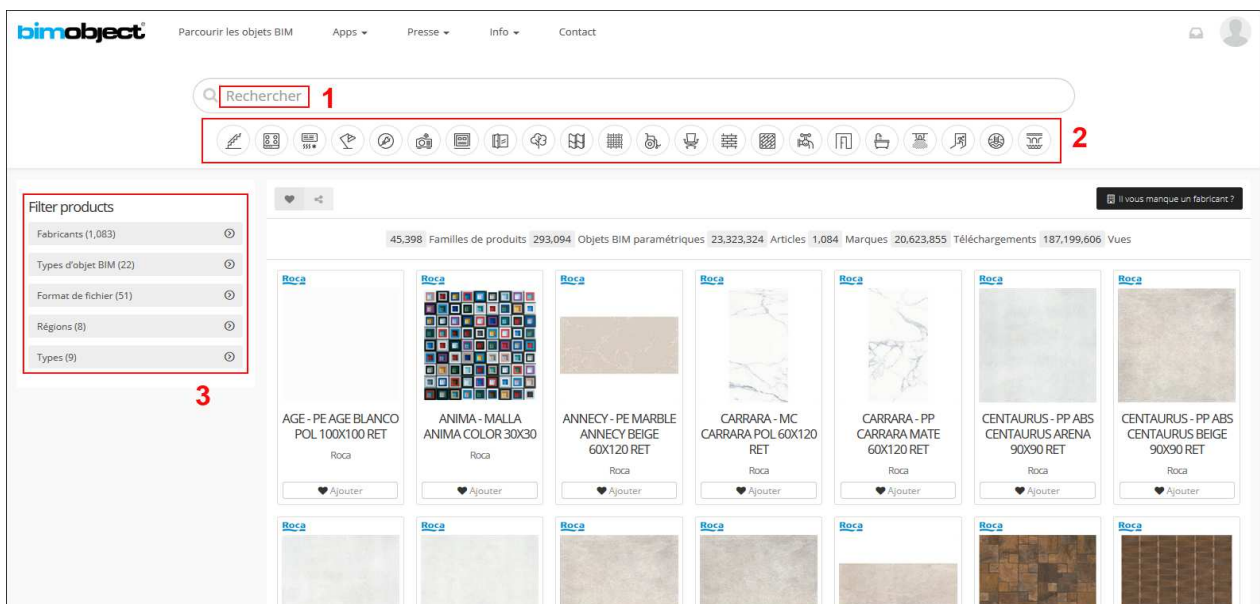 bimobject®
Parcourir les objets BIM Apps Presse Info Contact
Rechercher 1
2
Filter products
Fabricants (1,083)
Types d'objet BIM (22)
Format de fichier (51)
Régions (8)
Types (9)
3
Il vous manque un fabricant ?
45,398 Familles de produits 293,094 Objets BIM paramétriques 23,323,324 Articles 1,084 Marques 20,623,855 Téléchargements 187,199,606 Vues
Roca Roca Roca Roca Roca Roca Roca
AGE - PE AGE BLANCO
POL 100X100 RET
Roca
Ajouter
ANIMA - MALLA
ANIMA COLOR 30X30
Roca
Ajouter
ANNECY - PE MARBLE
ANNECY BEIGE
60X120 RET
Roca
Ajouter
CARRARA - MC
CARRARA POL 60X120
RET
Roca
Ajouter
CARRARA - PP
CARRARA MATE
60X120 RET
Roca
Ajouter
CENTAURUS - PP ABS
CENTAURUS ARENA
90X90 RET
Roca
Ajouter
CENTAURUS - PP ABS
CENTAURUS BEIGE
90X90 RET
Roca
Ajouter
Roca Roca Roca Roca Roca Roca Roca